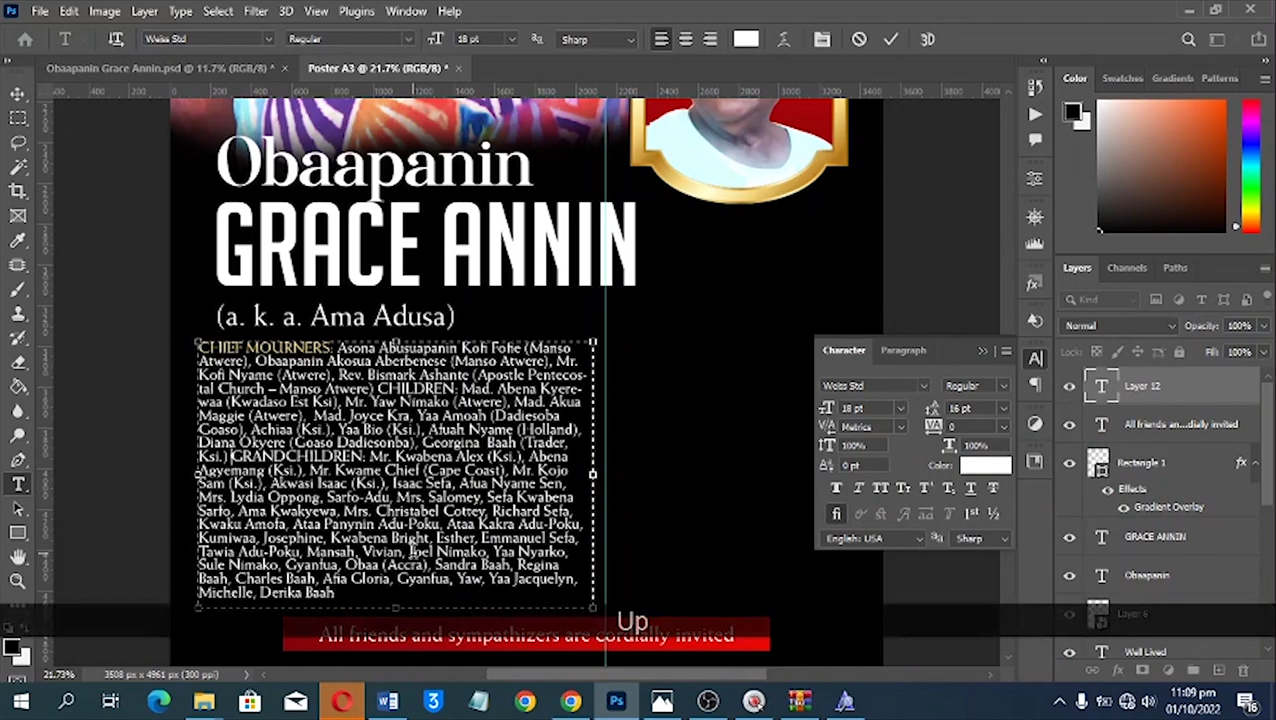 File Edit Image Layer Type Select Filter 3D View Plugins Window Help
Weiss Std Regular 18 pt Sharp 3D
Obaapanin Grace Annin.psd @ 11.7% (RGB/8) * × Poster A3 @ 21.7% (RGB/8) * ×
Color Swatches Gradients Patterns
Obaapanin
GRACE ANNIN
(a. k. a. Ama Adusa)
CHIEF MOURNERS: Asona Abusuapanin Kofi Fofie (Manso
Atwere), Obaapanin Akosua Aberbenese (Manso Atwere), Mr.
Kofi Nyame (Atwere), Rev. Bismark Ashante (Apostle Pentecos-
tal Church – Manso Atwere) CHILDREN: Mad. Abena Kyere-
waa (Kwadaso Est Ksi), Mr. Yaw Nimako (Atwere), Mad. Akua
Maggie (Atwere), Mad. Joyce Kra, Yaa Amoah (Dadiesoba
Goaso), Achiaa (Ksi.), Yaa Bio (Ksi.), Afuah Nyame (Holland),
Diana Okyere (Goaso Dadiesonba), Georgina Baah (Trader,
Ksi.) GRANDCHILDREN: Mr. Kwabena Alex (Ksi.), Abena
Agyemang (Ksi.), Mr. Kwame Chief (Cape Coast), Mr. Kojo
Sam (Ksi.), Akwasi Isaac (Ksi.), Isaac Sefa, Afua Nyame Sen,
Mrs. Lydia Oppong, Sarfo-Adu, Mrs. Salomey, Sefa Kwabena
Sarfo, Ama Kwakyewa, Mrs. Christabel Cottey, Richard Sefa,
Kwaku Amofa, Ataa Panynin Adu-Poku, Ataa Kakra Adu-Poku,
Kumiwaa, Josephine, Kwabena Bright, Esther, Emmanuel Sefa,
Tawia Adu-Poku, Mansah, Vivian, Joel Nimako, Yaa Nyarko,
Sule Nimako, Gyanfua, Obaa (Accra), Sandra Baah, Regina
Baah, Charles Baah, Afia Gloria, Gyanfua, Yaw, Yaa Jacquelyn,
Michelle, Derika Baah
All friends and sympathizers are cordially invited
Up
Character Paragraph
Weiss Std Regular
18 pt 16 pt
Metrics 0
100% 100%
0 pt Color:
English: USA Sharp
Layers Channels Paths
Kind
Normal Opacity: 100%
Lock: Fill: 100%
Layer 12
All friends an...dially invited
Rectangle 1 fx
Effects
Gradient Overlay
GRANCE ANNIN
Obaapanin
Layer 6
Well Lived
21.73% 3508 px x 4961 px (300 ppi)
11:09 pm
01/10/2022